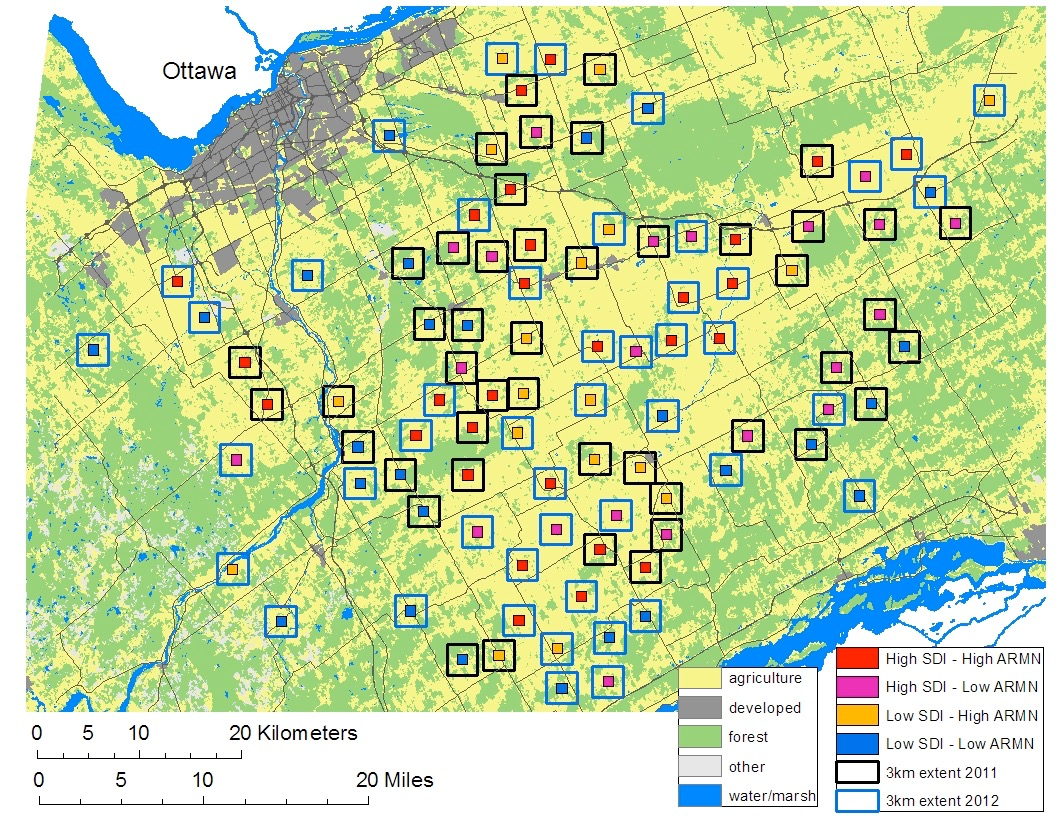 Ottawa
0 5 10 20 Kilometers
0 5 10 20 Miles
agriculture
developed
forest
other
water/marsh
High SDI - High ARMN
High SDI - Low ARMN
Low SDI - High ARMN
Low SDI - Low ARMN
3km extent 2011
3km extent 2012